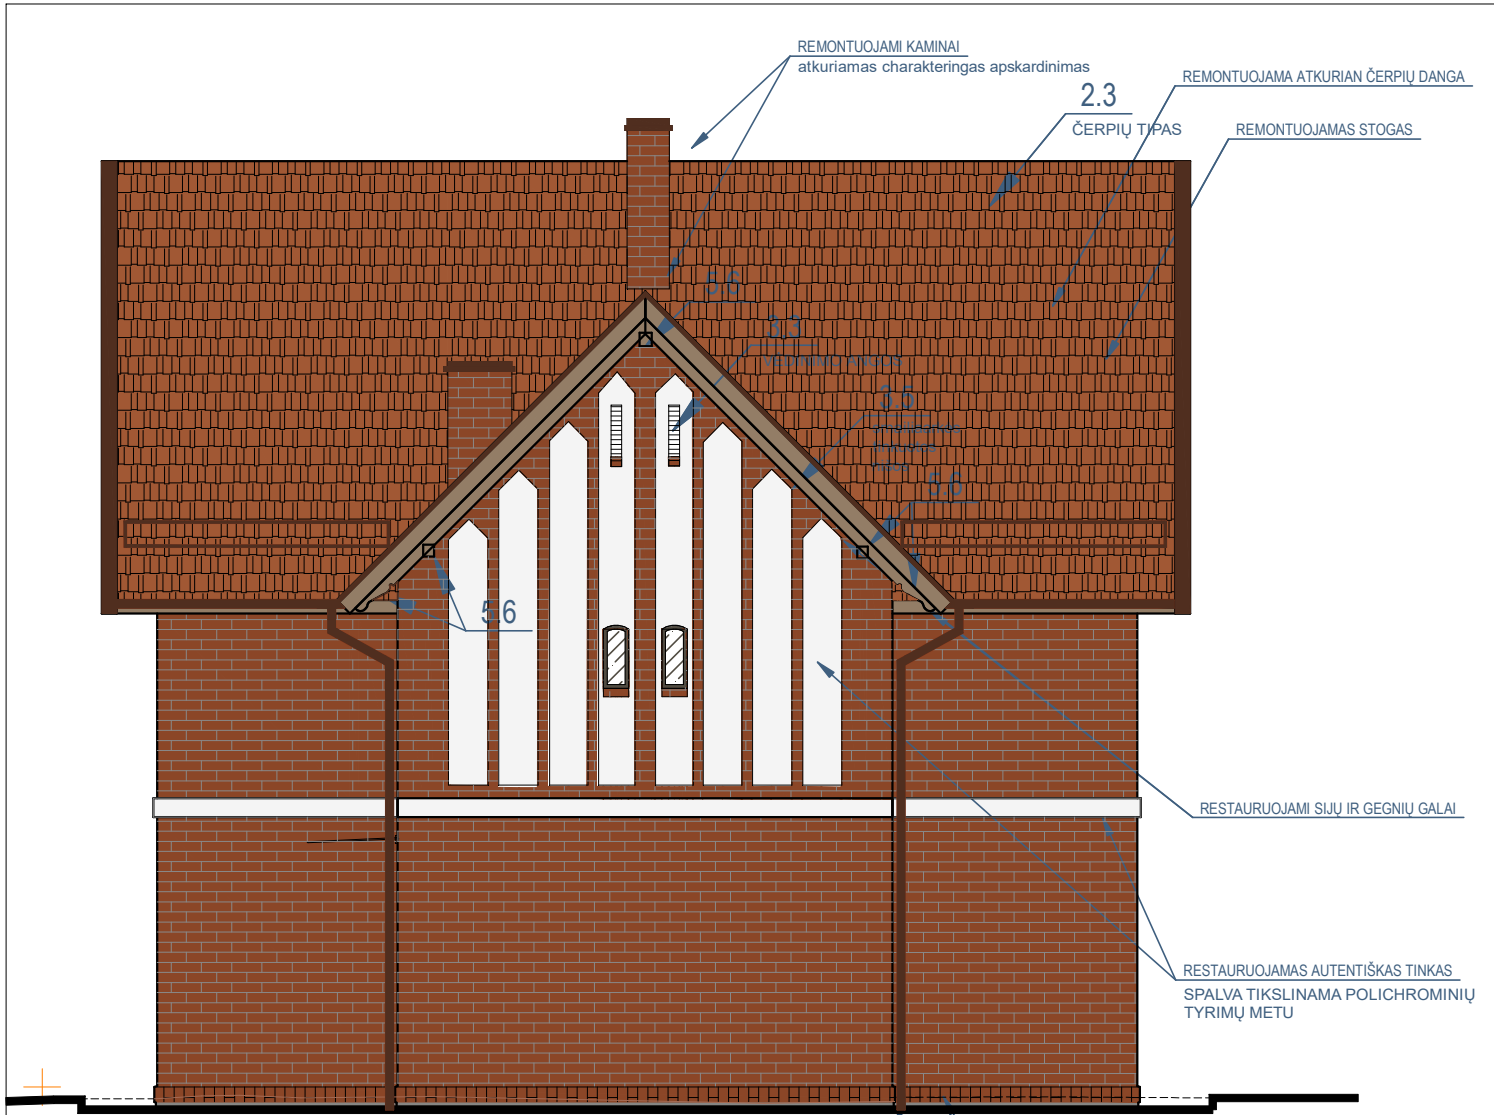 REMONTUOJAMI KAMINAI
atkuriamas charakteringas apskardinimas
REMONTUOJAMA ATKURIAN ČERPIŲ DANGA
2.3
ČERPIŲ TIPAS
REMONTUOJAMAS STOGAS
5.6
3.3
VĖDINIMO ANGOS
3.5
5.6
5.6
RESTAURUOJAMI SIJŲ IR GEGNIŲ GALAI
RESTAURUOJAMAS AUTENTIŠKAS TINKAS
SPALVA TIKSLINAMA POLICHROMINIŲ
TYRIMŲ METU